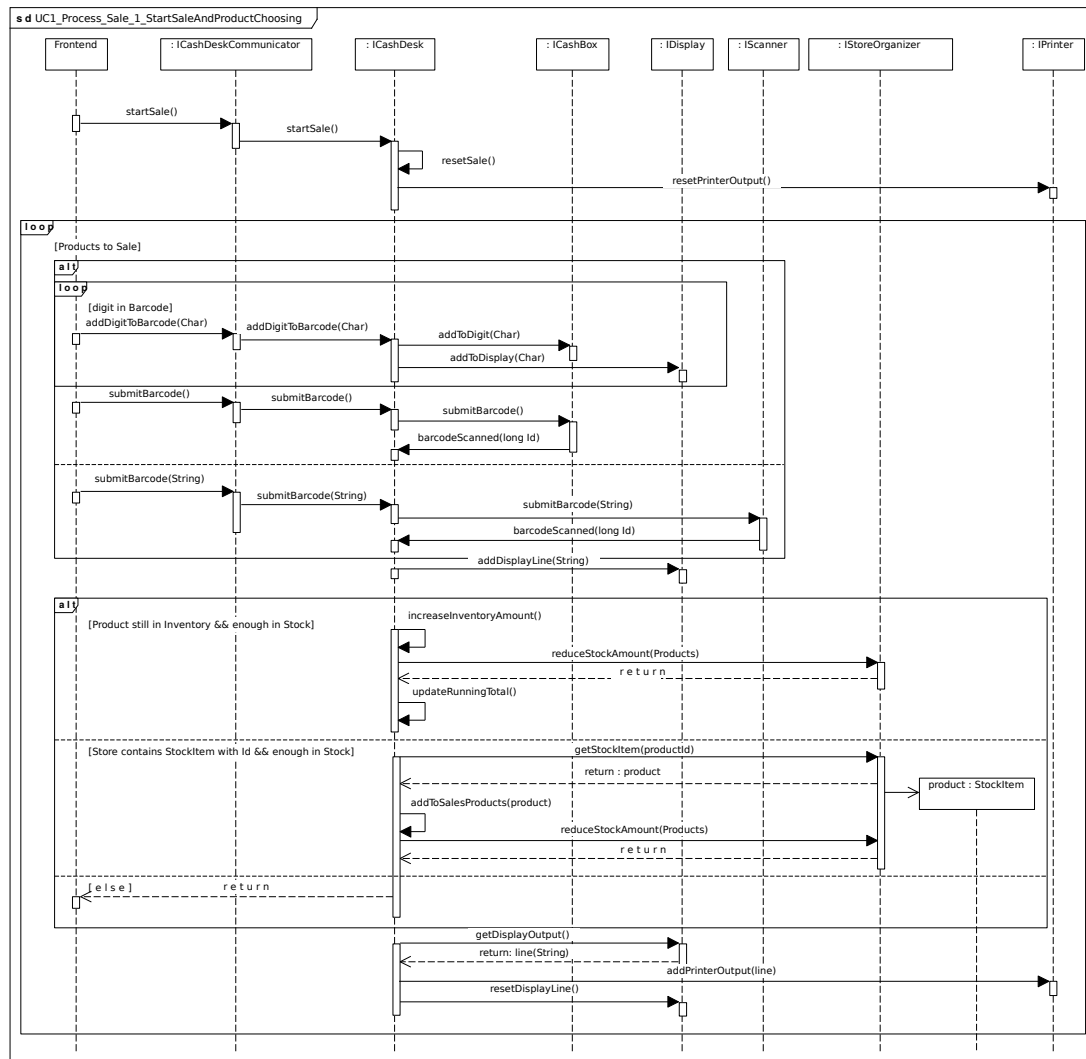 sd UC1_Process_Sale_1_StartSaleAndProductChoosing
Frontend
: ICashDeskCommunicator
: ICashDesk
: ICashBox
: IDisplay
: IScanner
: IStoreOrganizer
: IPrinter
startSale()
startSale()
resetSale()
resetPrinterOutput()
loop
[Products to Sale]
alt
loop
[digit in Barcode]
addDigitToBarcode(Char)
addDigitToBarcode(Char)
addToDigit(Char)
addToDisplay(Char)
submitBarcode()
submitBarcode()
submitBarcode()
barcodeScanned(long Id)
submitBarcode(String)
submitBarcode(String)
submitBarcode(String)
barcodeScanned(long Id)
addDisplayLine(String)
alt
[Product still in Inventory && enough in Stock]
increaseInventoryAmount()
reduceStockAmount(Products)
return
updateRunningTotal()
[Store contains StockItem with Id && enough in Stock]
getStockItem(productId)
return : product
product : StockItem
addToSalesProducts(product)
reduceStockAmount(Products)
return
[else]
return
getDisplayOutput()
return: line(String)
addPrinterOutput(line)
resetDisplayLine()